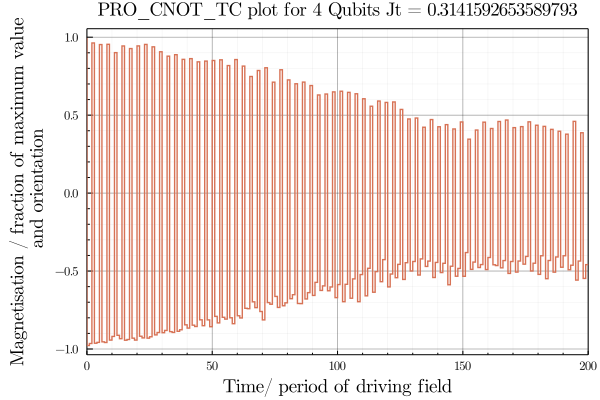 PRO_CNOT_TC plot for 4 Qubits Jt = 0.3141592653589793
Magnetisation / fraction of maximum value
and orientation
1.0
0.5
0.0
−0.5
−1.0
0 50 100 150 200
Time/ period of driving field